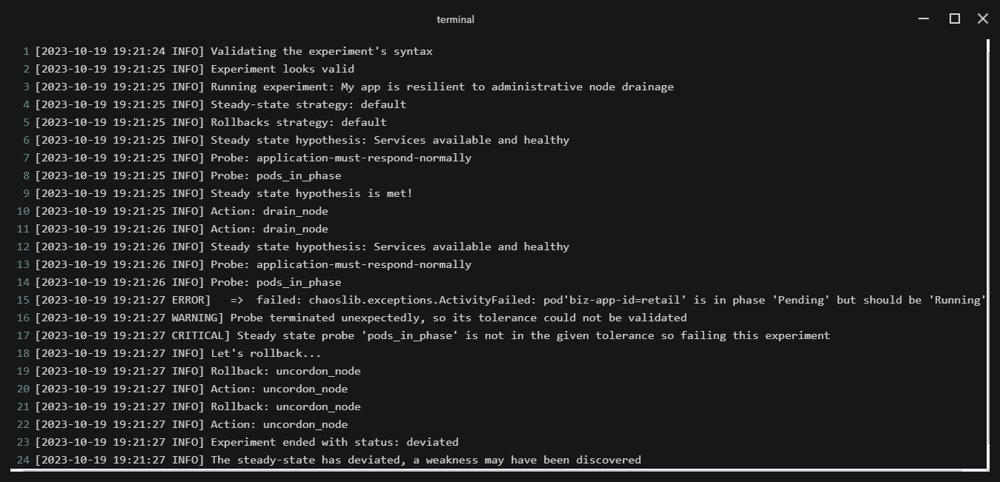 terminal
1 [2023-10-19 19:21:24 INFO] Validating the experiment's syntax
2 [2023-10-19 19:21:25 INFO] Experiment looks valid
3 [2023-10-19 19:21:25 INFO] Running experiment: My app is resilient to administrative node drainage
4 [2023-10-19 19:21:25 INFO] Steady-state strategy: default
5 [2023-10-19 19:21:25 INFO] Rollbacks strategy: default
6 [2023-10-19 19:21:25 INFO] Steady state hypothesis: Services available and healthy
7 [2023-10-19 19:21:25 INFO] Probe: application-must-respond-normally
8 [2023-10-19 19:21:25 INFO] Probe: pods_in_phase
9 [2023-10-19 19:21:25 INFO] Steady state hypothesis is met!
10 [2023-10-19 19:21:25 INFO] Action: drain_node
11 [2023-10-19 19:21:26 INFO] Action: drain_node
12 [2023-10-19 19:21:26 INFO] Steady state hypothesis: Services available and healthy
13 [2023-10-19 19:21:26 INFO] Probe: application-must-respond-normally
14 [2023-10-19 19:21:26 INFO] Probe: pods_in_phase
15 [2023-10-19 19:21:27 ERROR]   =>  failed: chaoslib.exceptions.ActivityFailed: pod'biz-app-id=retail' is in phase 'Pending' but should be 'Running'
16 [2023-10-19 19:21:27 WARNING] Probe terminated unexpectedly, so its tolerance could not be validated
17 [2023-10-19 19:21:27 CRITICAL] Steady state probe 'pods_in_phase' is not in the given tolerance so failing this experiment
18 [2023-10-19 19:21:27 INFO] Let's rollback...
19 [2023-10-19 19:21:27 INFO] Rollback: uncordon_node
20 [2023-10-19 19:21:27 INFO] Action: uncordon_node
21 [2023-10-19 19:21:27 INFO] Rollback: uncordon_node
22 [2023-10-19 19:21:27 INFO] Action: uncordon_node
23 [2023-10-19 19:21:27 INFO] Experiment ended with status: deviated
24 [2023-10-19 19:21:27 INFO] The steady-state has deviated, a weakness may have been discovered